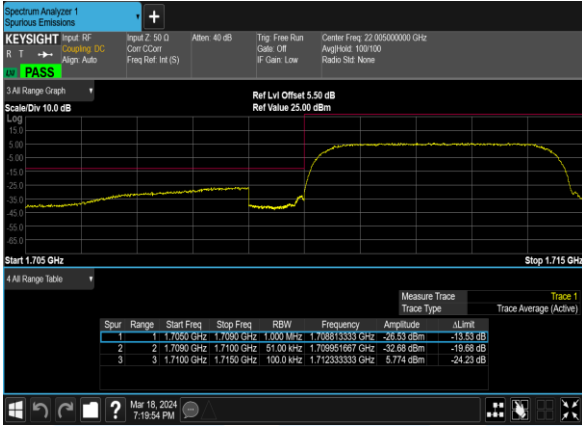 Spectrum Analyzer 1
Spurious Emissions
+
KEYSIGHT Input: RF Input Z: 50 Ω Atten: 40 dB Trig: Free Run Center Freq: 22.005000000 GHz
R T Coupling: DC Corr CCorr Gate: Off Avg|Hold: 100/100
Align: Auto Freq Ref: Int (S) IF Gain: Low Radio Std: None
PASS
3 All Range Graph
Ref Lvl Offset 5.50 dB
Scale/Div 10.0 dB Ref Value 25.00 dBm
Log
15.0
5.00
-5.00
-15.0
-25.0
-35.0
-45.0
-55.0
-65.0
Start 1.705 GHz Stop 1.715 GHz
4 All Range Table
Measure Trace Trace 1
Trace Type Trace Average (Active)
Spur Range Start Freq Stop Freq RBW Frequency Amplitude ΔLimit
1 1 1.7050 GHz 1.7090 GHz 1.000 MHz 1.708813333 GHz -26.53 dBm -13.53 dB
2 2 1.7090 GHz 1.7100 GHz 51.00 kHz 1.709951667 GHz -32.68 dBm -19.68 dB
3 3 1.7100 GHz 1.7150 GHz 100.0 kHz 1.712333333 GHz 5.774 dBm -24.23 dB
? Mar 18, 2024
7:19:54 PM